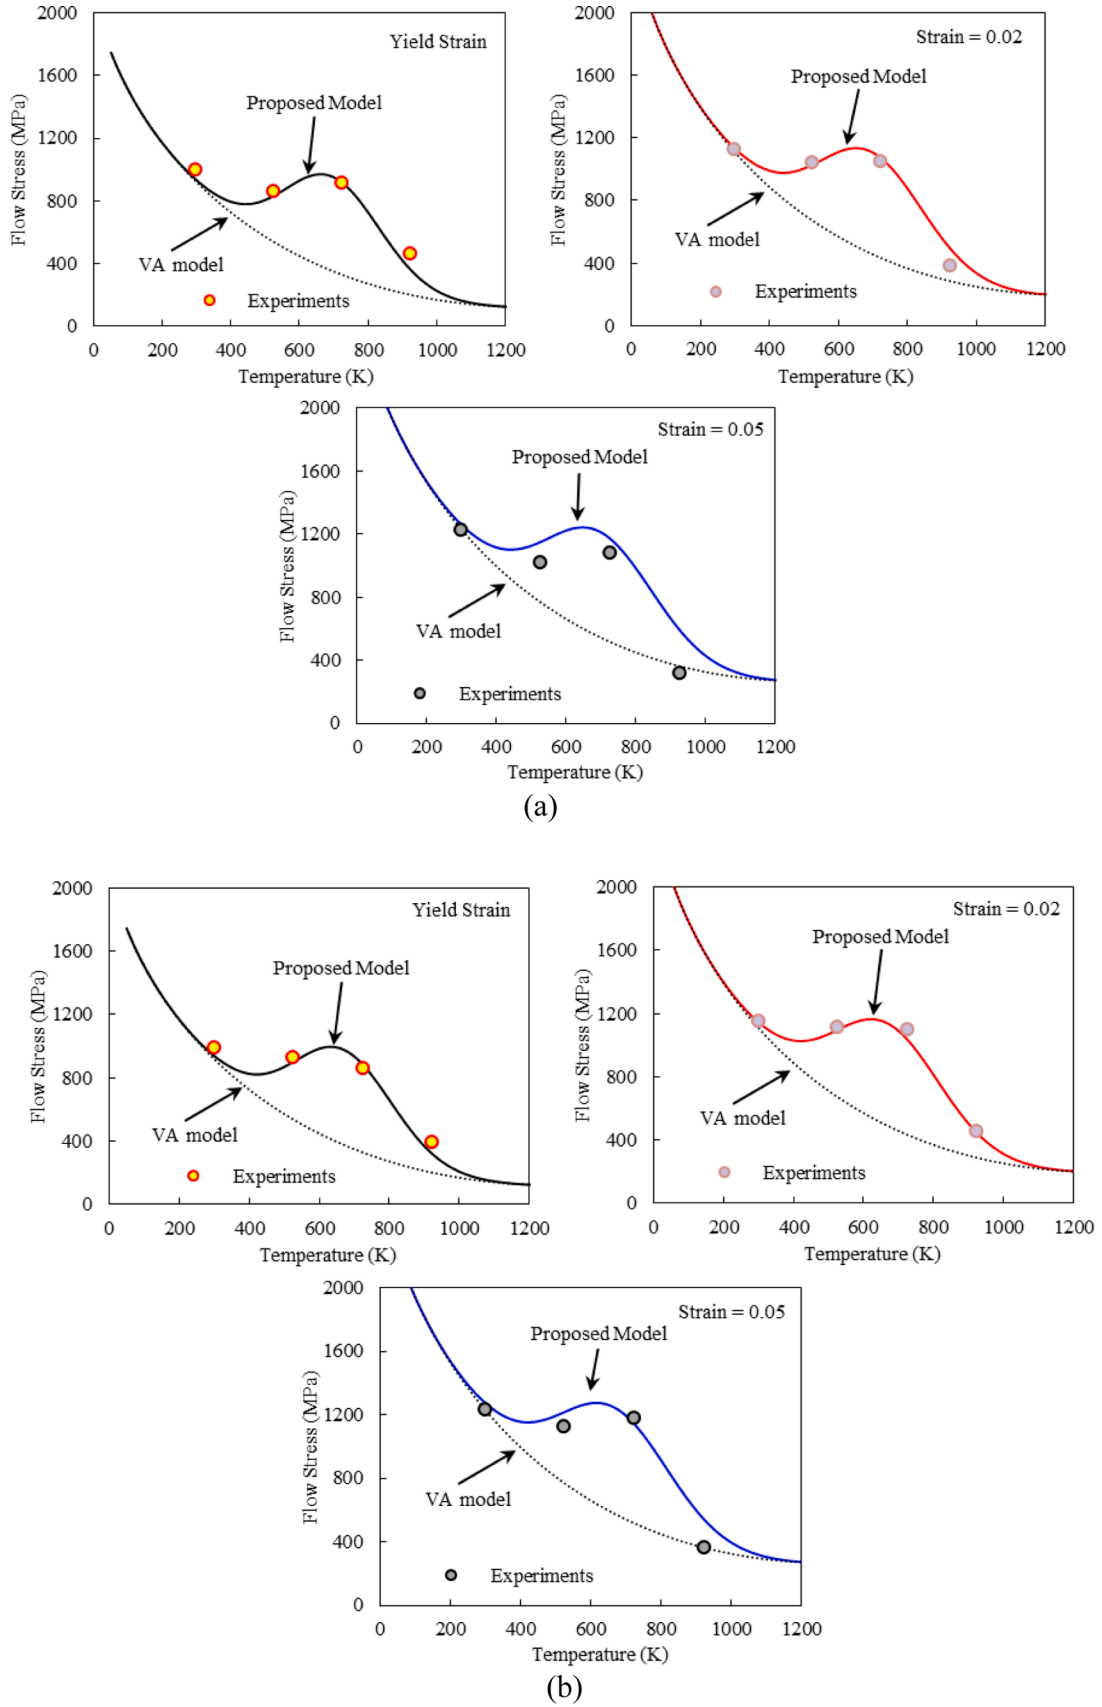 2000
1600
1200
800
400
0
Flow Stress (MPa)
Yield Strain
Proposed Model
VA model
Experiments
0 200 400 600 800 1000 1200
Temperature (K)
2000
1600
1200
800
400
0
Flow Stress (MPa)
Strain = 0.02
Proposed Model
VA model
Experiments
0 200 400 600 800 1000 1200
Temperature (K)
2000
1600
1200
800
400
0
Flow Stress (MPa)
Strain = 0.05
Proposed Model
VA model
Experiments
0 200 400 600 800 1000 1200
Temperature (K)
(a)
2000
1600
1200
800
400
0
Flow Stress (MPa)
Yield Strain
Proposed Model
VA model
Experiments
0 200 400 600 800 1000 1200
Temperature (K)
2000
1600
1200
800
400
0
Flow Stress (MPa)
Strain = 0.02
Proposed Model
VA model
Experiments
0 200 400 600 800 1000 1200
Temperature (K)
2000
1600
1200
800
400
0
Flow Stress (MPa)
Strain = 0.05
Proposed Model
VA model
Experiments
0 200 400 600 800 1000 1200
Temperature (K)
(b)